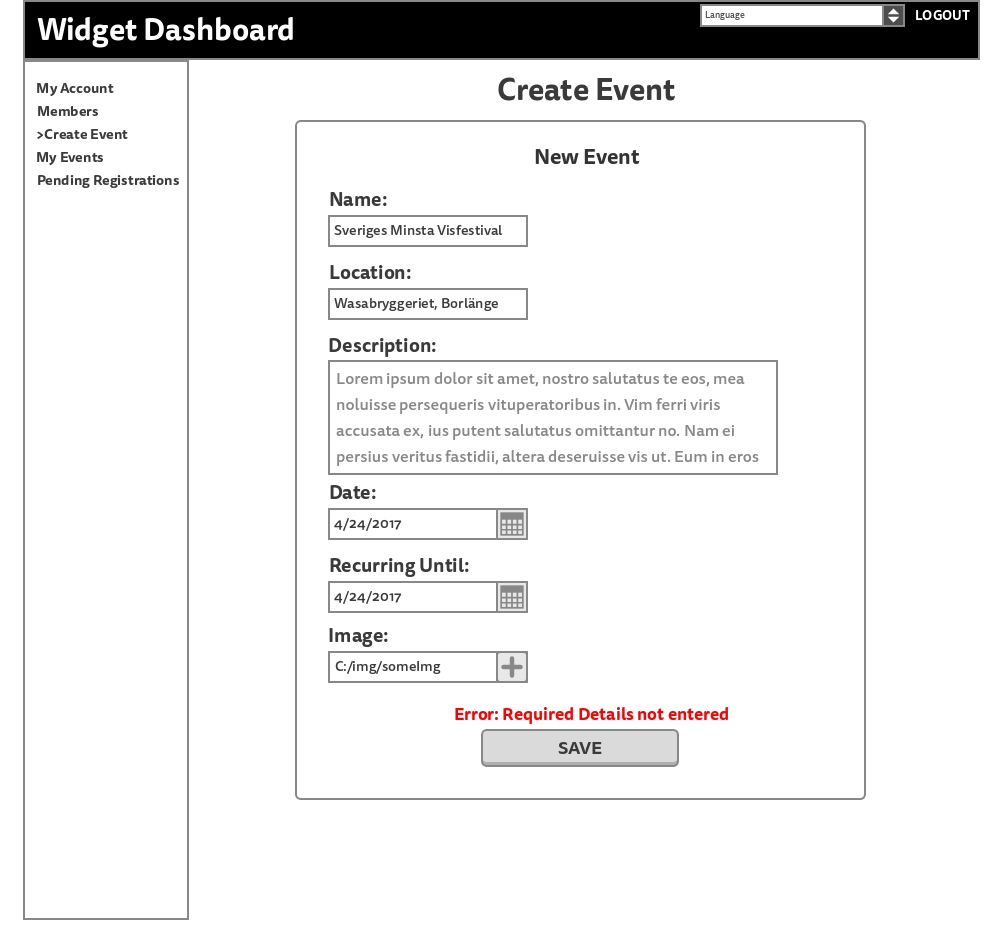 Widget Dashboard
Language
LOGOUT
My Account
Members
>Create Event
My Events
Pending Registrations
Create Event
New Event
Name:
Sveriges Minsta Visfestival
Location:
Wasabryggeriet, Borlänge
Description:
Lorem ipsum dolor sit amet, nostro salutatus te eos, mea
noluisse persequeris vituperatoribus in. Vim ferri viris
accusata ex, ius putent salutatus omittantur no. Nam ei
persius veritus fastidii, altera deseruisse vis ut. Eum in eros
Date:
4/24/2017
Recurring Until:
4/24/2017
Image:
C:/img/someImg
Error: Required Details not entered
SAVE